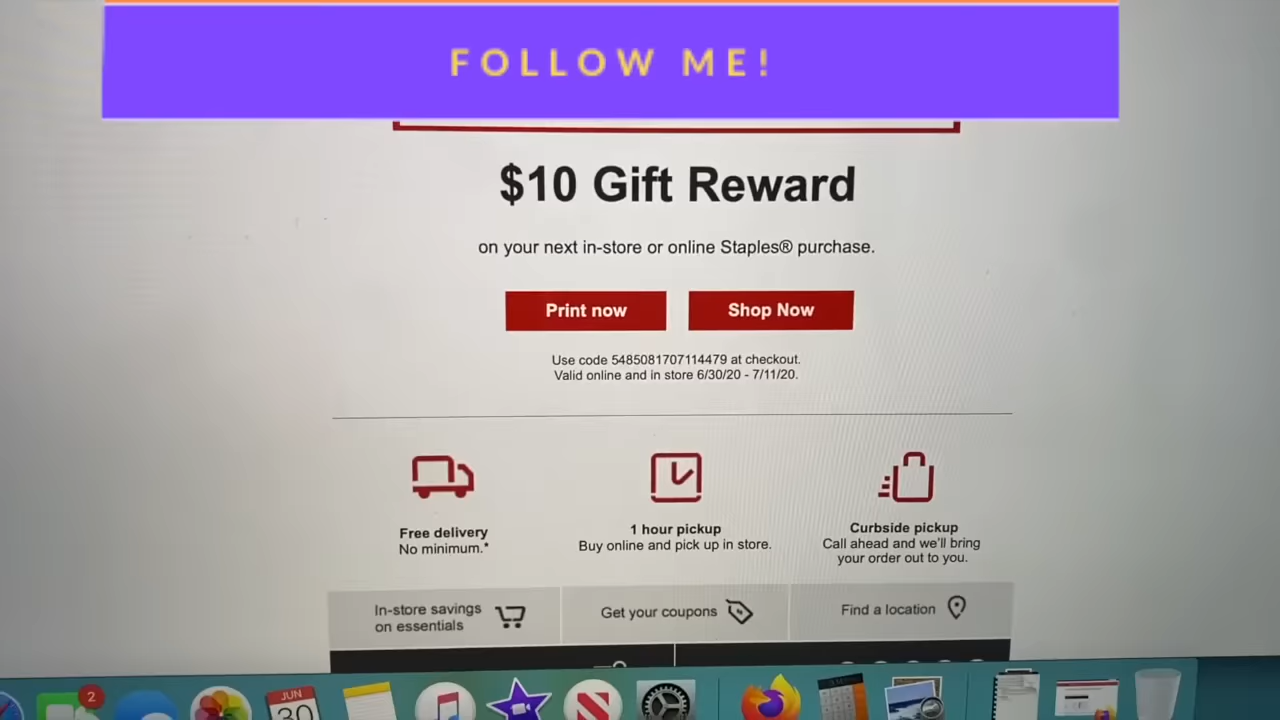 FOLLOW ME!
$10 Gift Reward
on your next in-store or online Staples® purchase.
Print now
Shop Now
Use code 5485081707114479 at checkout.
Valid online and in store 6/30/20 - 7/11/20.
Free delivery
No minimum.*
1 hour pickup
Buy online and pick up in store.
Curbside pickup
Call ahead and we'll bring
your order out to you.
In-store savings
on essentials
Get your coupons
Find a location
2
JUN
30